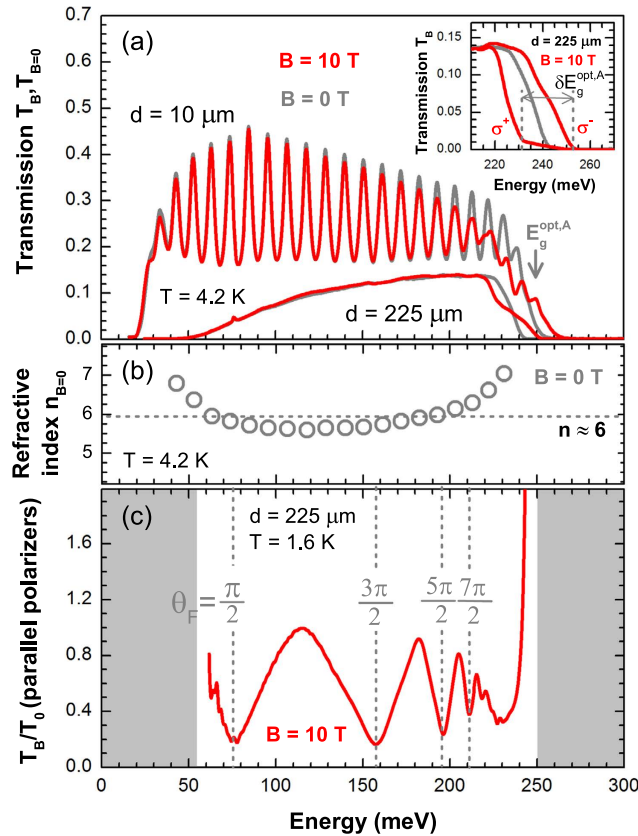 0.7
0.6
0.5
0.4
0.3
0.2
0.1
0.0
Transmission T_B, T_{B=0}
(a)
B = 10 T
B = 0 T
d = 10 μm
T = 4.2 K
d = 225 μm
E_g^{opt,A}
0.15
0.10
0.05
0.00
Transmission T_B
d = 225 μm
B = 10 T
δE_g^{opt,A}
σ^+
σ^-
220 240 260
Energy (meV)
7
6
5
Refractive
index n_{B=0}
(b)
B = 0 T
n ≈ 6
T = 4.2 K
1.6
1.2
0.8
0.4
0.0
T_B/T_0 (parallel polarizers)
(c)
d = 225 μm
T = 1.6 K
θ_F = π/2 3π/2 5π/2 7π/2
B = 10 T
0 50 100 150 200 250 300
Energy (meV)